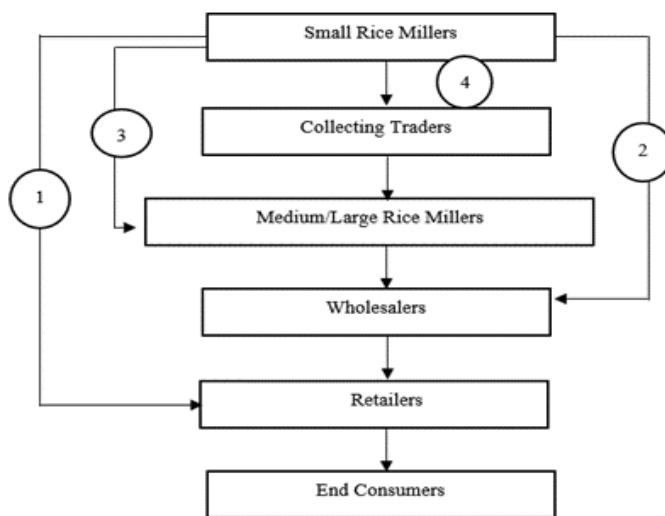 Small Rice Millers
4
Collecting Traders
3
2
1
Medium/Large Rice Millers
Wholesalers
Retailers
End Consumers